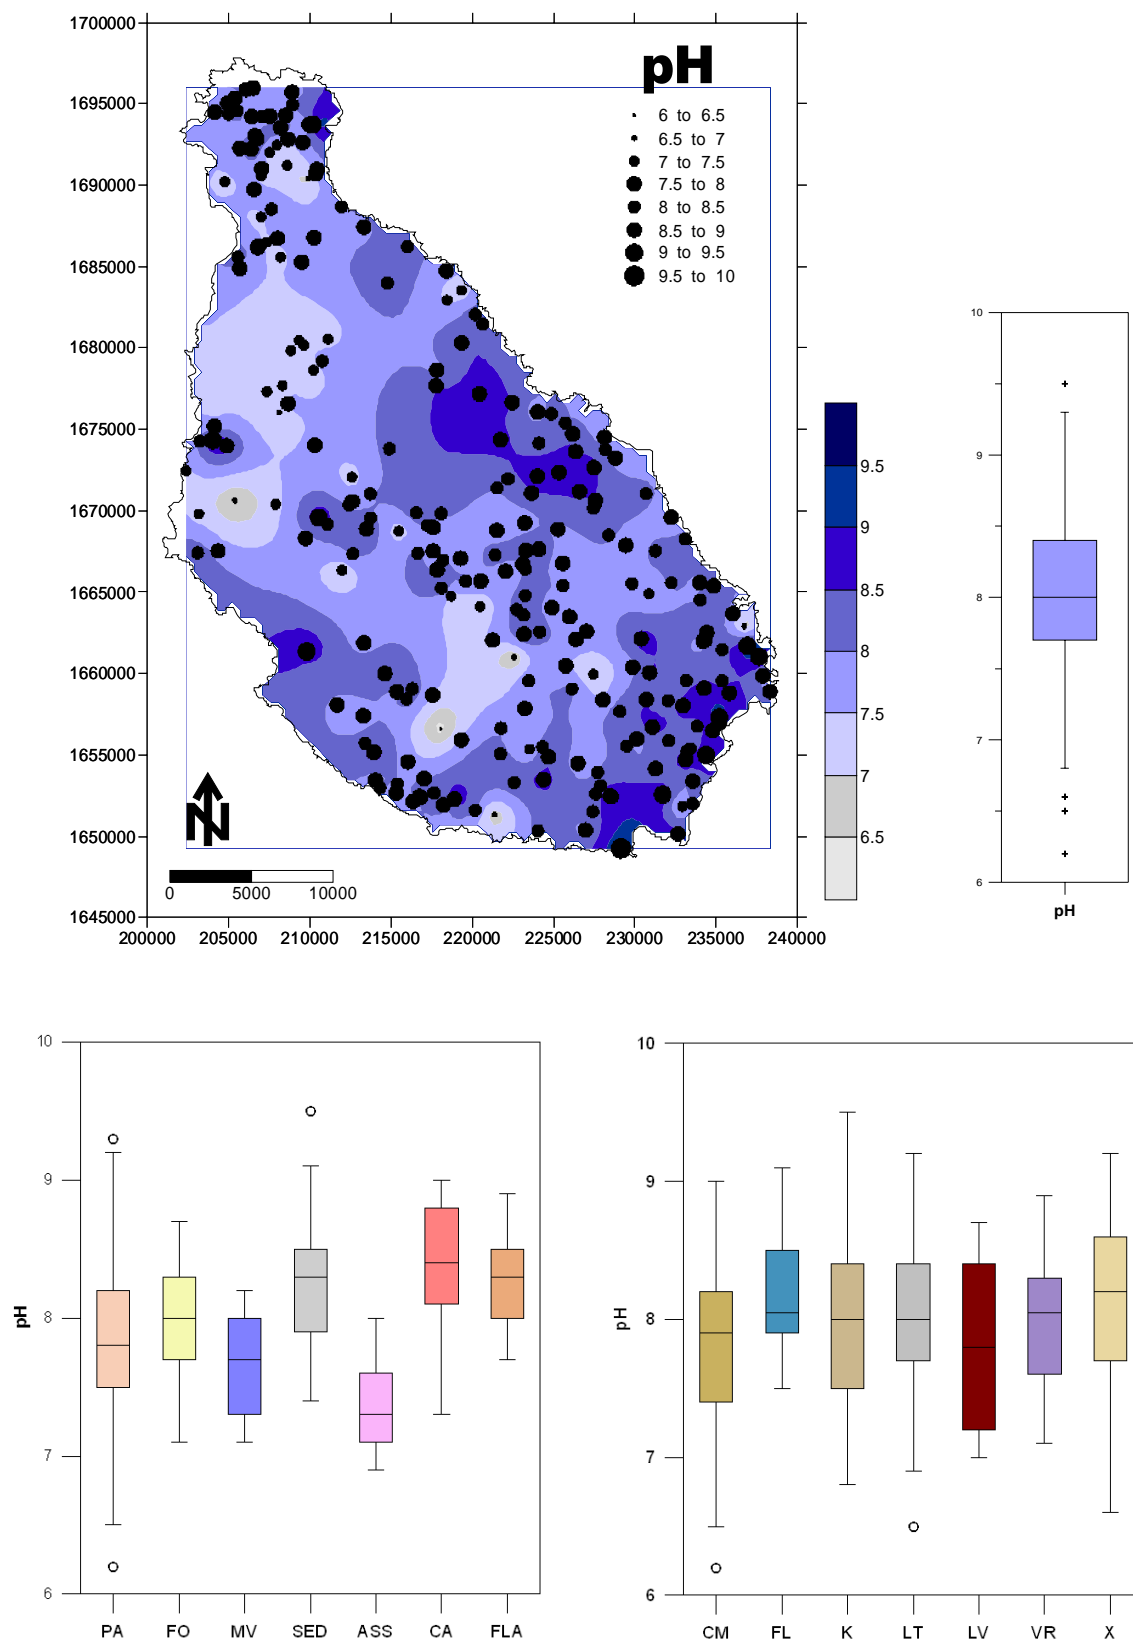 1700000
1695000
1690000
1685000
1680000
1675000
1670000
1665000
1660000
1655000
1650000
1645000
200000 205000 210000 215000 220000 225000 230000 235000 240000
pH
6 to 6.5
6.5 to 7
7 to 7.5
7.5 to 8
8 to 8.5
8.5 to 9
9 to 9.5
9.5 to 10
N
0 5000 10000
9.5
9
8.5
8
7.5
7
6.5
10
9
8
7
6
pH
10
9
8
7
6
pH
PA FO MV SED ASS CA FLA
10
9
8
7
6
pH
CM FL K LT LV VR X